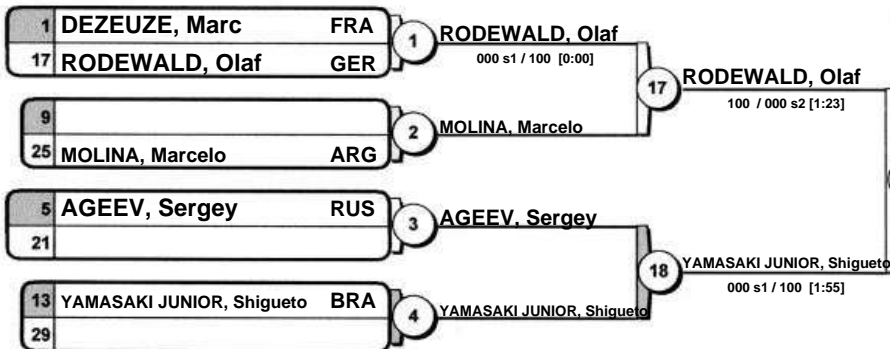 1 DEZEUZE, Marc FRA
17 RODEWALD, Olaf GER
1
RODEWALD, Olaf
000 s1 / 100 [0:00]
9
25 MOLINA, Marcelo ARG
2
MOLINA, Marcelo
17
RODEWALD, Olaf
100 / 000 s2 [1:23]
5 AGEEV, Sergey RUS
21
3
AGEEV, Sergey
13 YAMASAKI JUNIOR, Shigueto BRA
29
4
YAMASAKI JUNIOR, Shigueto
18
YAMASAKI JUNIOR, Shigueto
000 s1 / 100 [1:55]